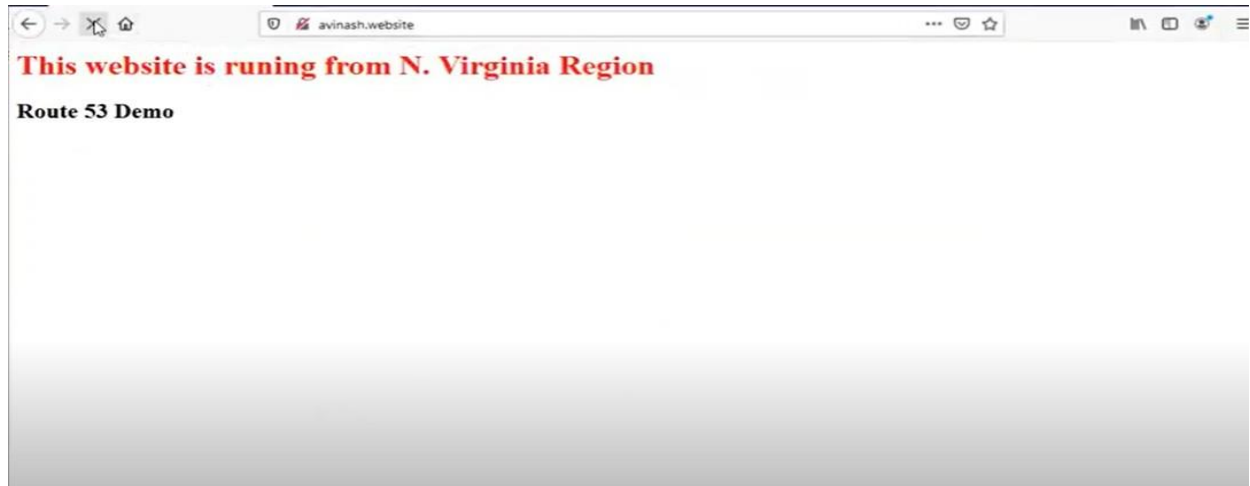 avinash.website
This website is runing from N. Virginia Region
Route 53 Demo